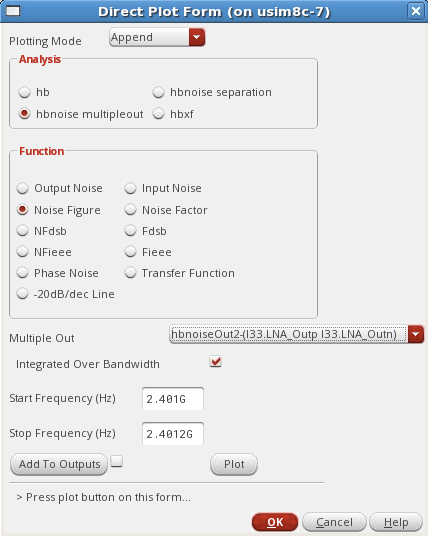 Direct Plot Form (on usim8c-7)
Plotting Mode Append
Analysis
hb hbnoise separation
hbnoise multipleout hbxf
Function
Output Noise Input Noise
Noise Figure Noise Factor
NFdsb Fdsb
NFieee Fieee
Phase Noise Transfer Function
-20dB/dec Line
Multiple Out hbnoiseOut2-(I33.LNA_Outp I33.LNA_Outn)
Integrated Over Bandwidth
Start Frequency (Hz) 2.401G
Stop Frequency (Hz) 2.4012G
Add To Outputs Plot
> Press plot button on this form...
OK Cancel Help